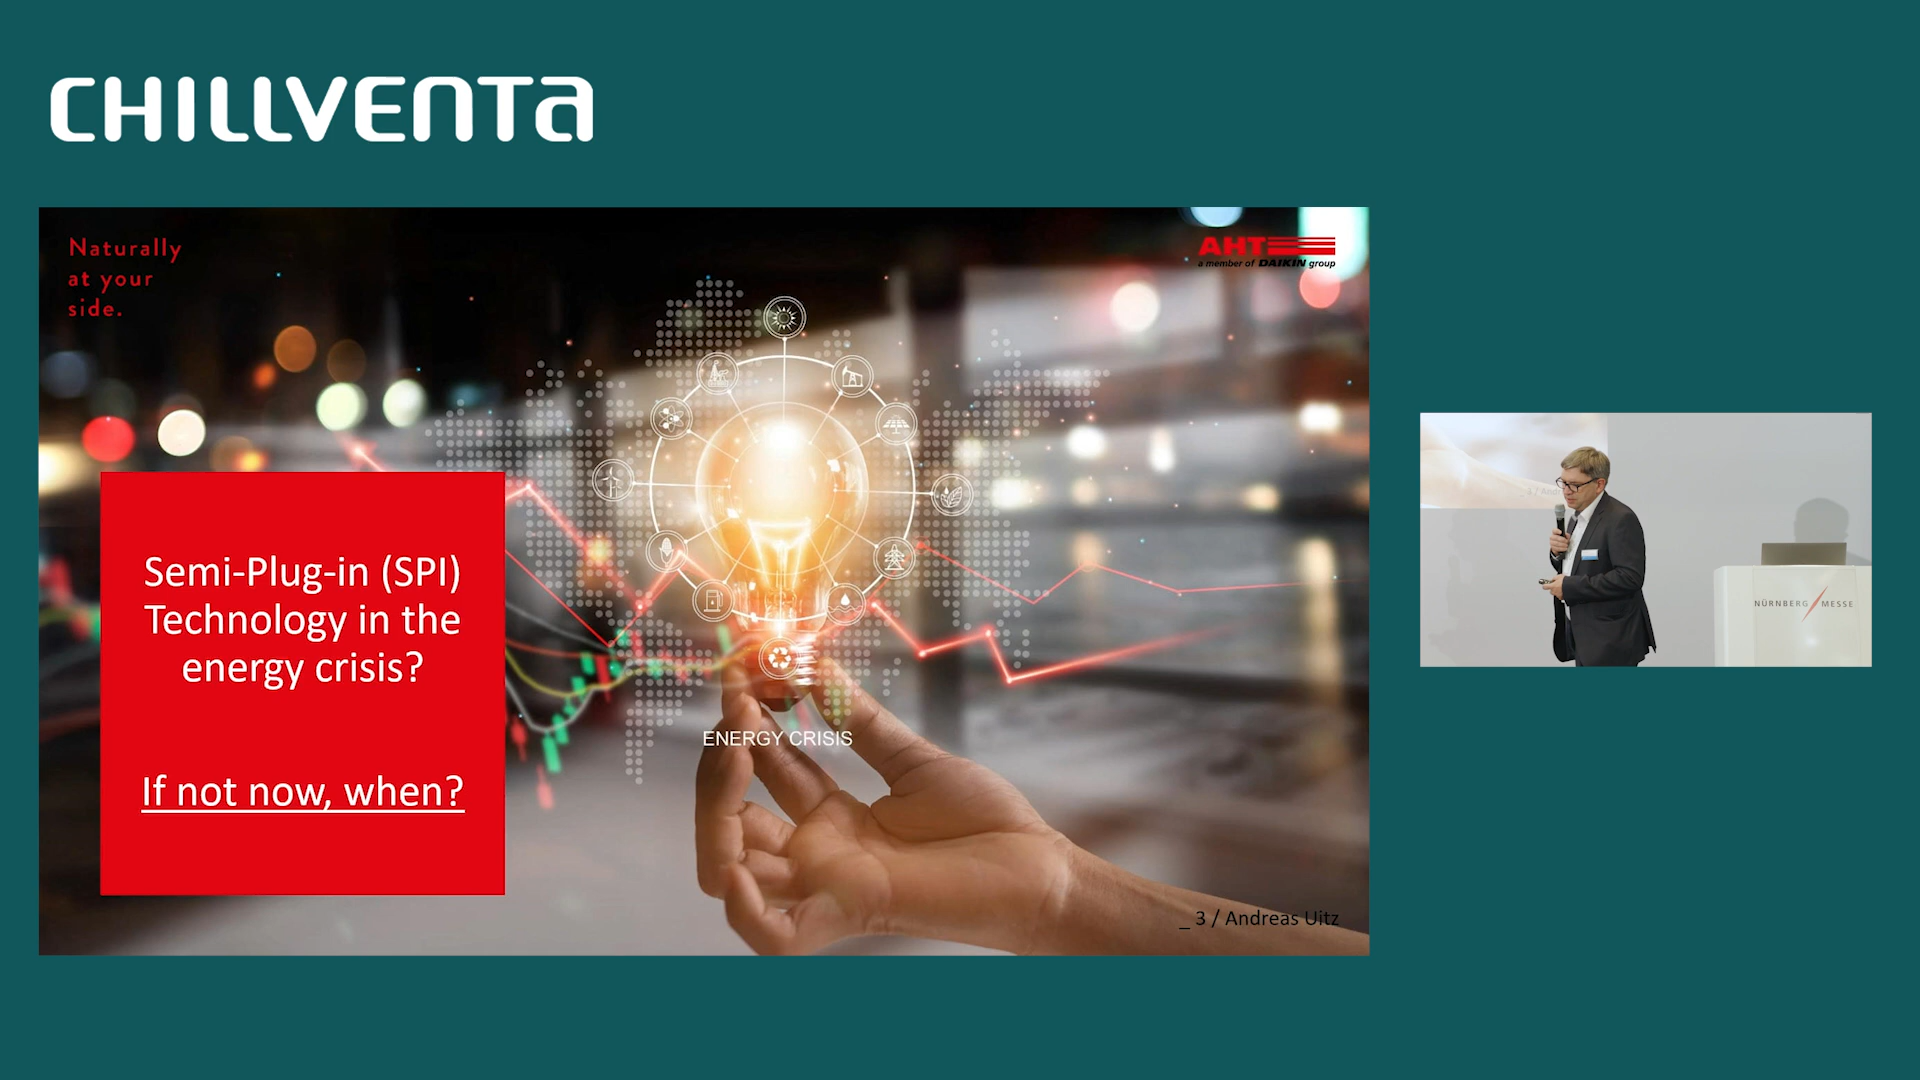 CHILLVENTA
Naturally
at your
side.
AHT
a member of DAIKIN group
Semi-Plug-in (SPI)
Technology in the
energy crisis?
If not now, when?
ENERGY CRISIS
_ 3 / Andreas Uitz
NÜRNBERG MESSE